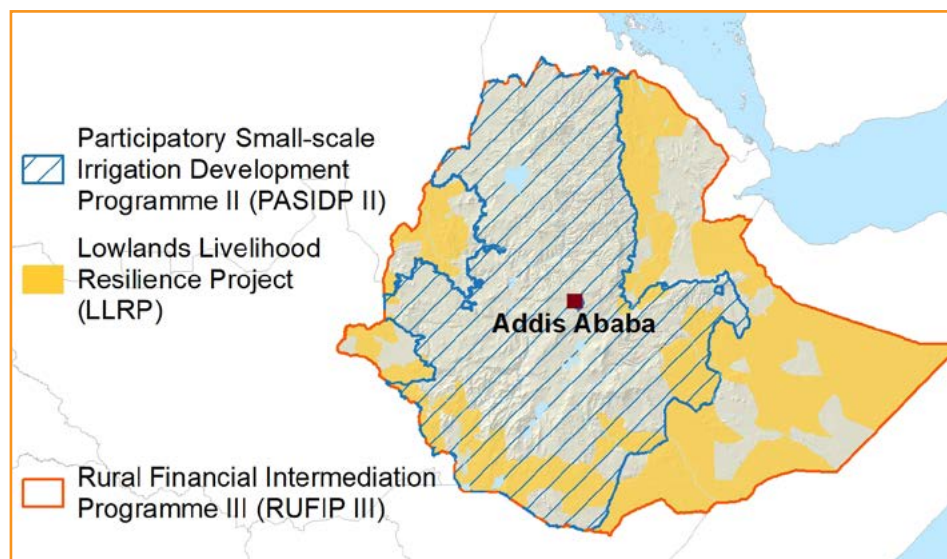 Participatory Small-scale
Irrigation Development
Programme II (PASIDP II)
Lowlands Livelihood
Resilience Project
(LLRP)
Addis Ababa
Rural Financial Intermediation
Programme III (RUFIP III)